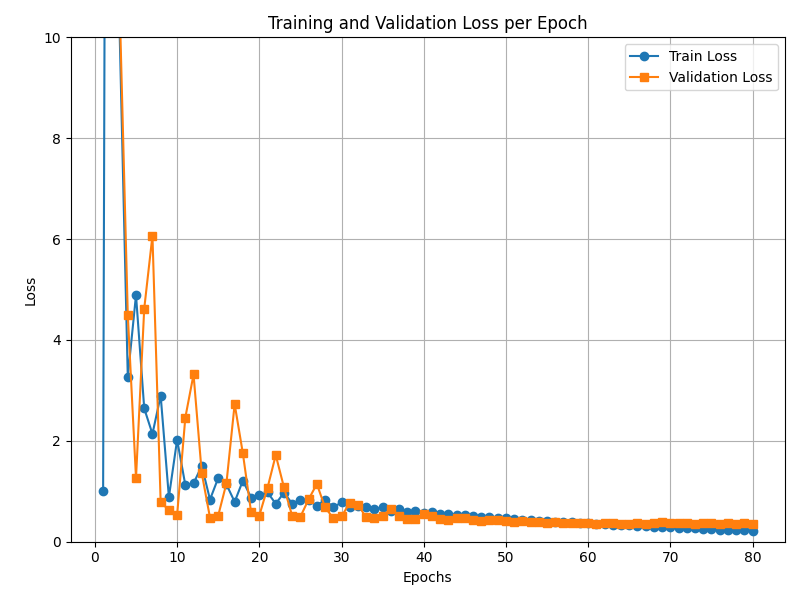 Training and Validation Loss per Epoch
Train Loss
Validation Loss
Loss
10
8
6
4
2
0
0 10 20 30 40 50 60 70 80
Epochs